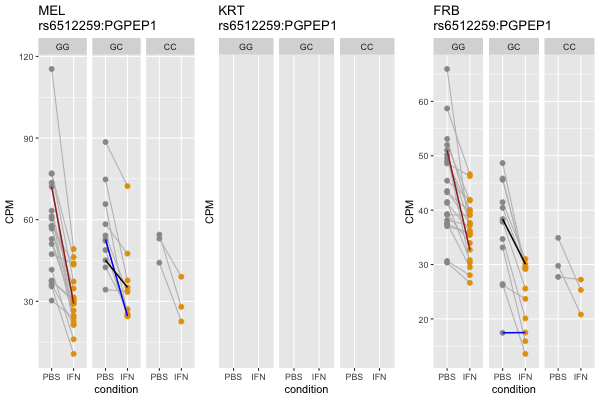 MEL
rs6512259:PGPEP1
GG GC CC
CPM
120
90
60
30
PBS IFN PBS IFN PBS IFN
condition
KRT
rs6512259:PGPEP1
GG GC CC
CPM
PBS IFN PBS IFN PBS IFN
condition
FRB
rs6512259:PGPEP1
GG GC CC
CPM
60
50
40
30
20
PBS IFN PBS IFN PBS IFN
condition